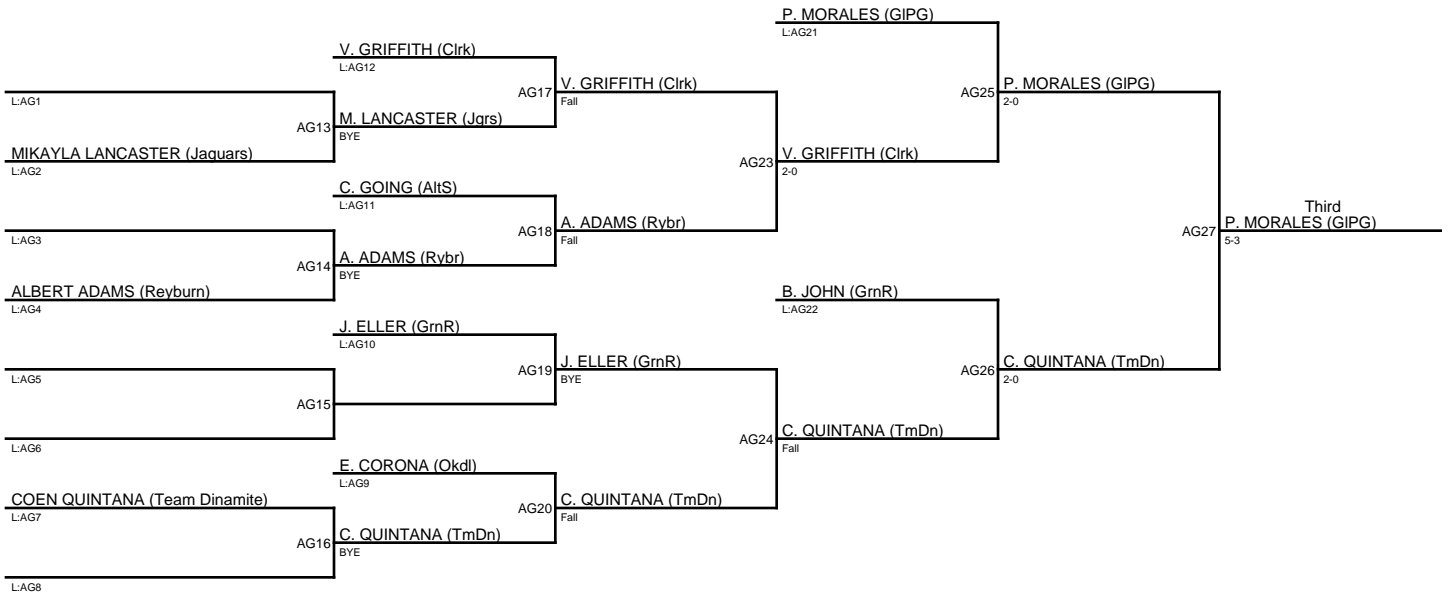 P. MORALES (GIPG)
L:AG21
V. GRIFFITH (Clrk)
L:AG12
AG17
V. GRIFFITH (Clrk)
Fall
AG25
P. MORALES (GIPG)
2-0
L:AG1
AG13
M. LANCASTER (Jgrs)
BYE
MIKAYLA LANCASTER (Jaguars)
L:AG2
AG23
V. GRIFFITH (Clrk)
2-0
C. GOING (AltS)
L:AG11
L:AG3
AG18
A. ADAMS (Rybr)
Fall
AG27
Third
P. MORALES (GIPG)
5-3
AG14
A. ADAMS (Rybr)
BYE
ALBERT ADAMS (Reyburn)
L:AG4
B. JOHN (GrnR)
L:AG22
J. ELLER (GrnR)
L:AG10
L:AG5
AG19
J. ELLER (GrnR)
BYE
AG26
C. QUINTANA (TmDn)
2-0
AG15
L:AG6
AG24
C. QUINTANA (TmDn)
Fall
E. CORONA (Okdl)
L:AG9
COEN QUINTANA (Team Dinamite)
L:AG7
AG20
C. QUINTANA (TmDn)
Fall
AG16
C. QUINTANA (TmDn)
BYE
L:AG8